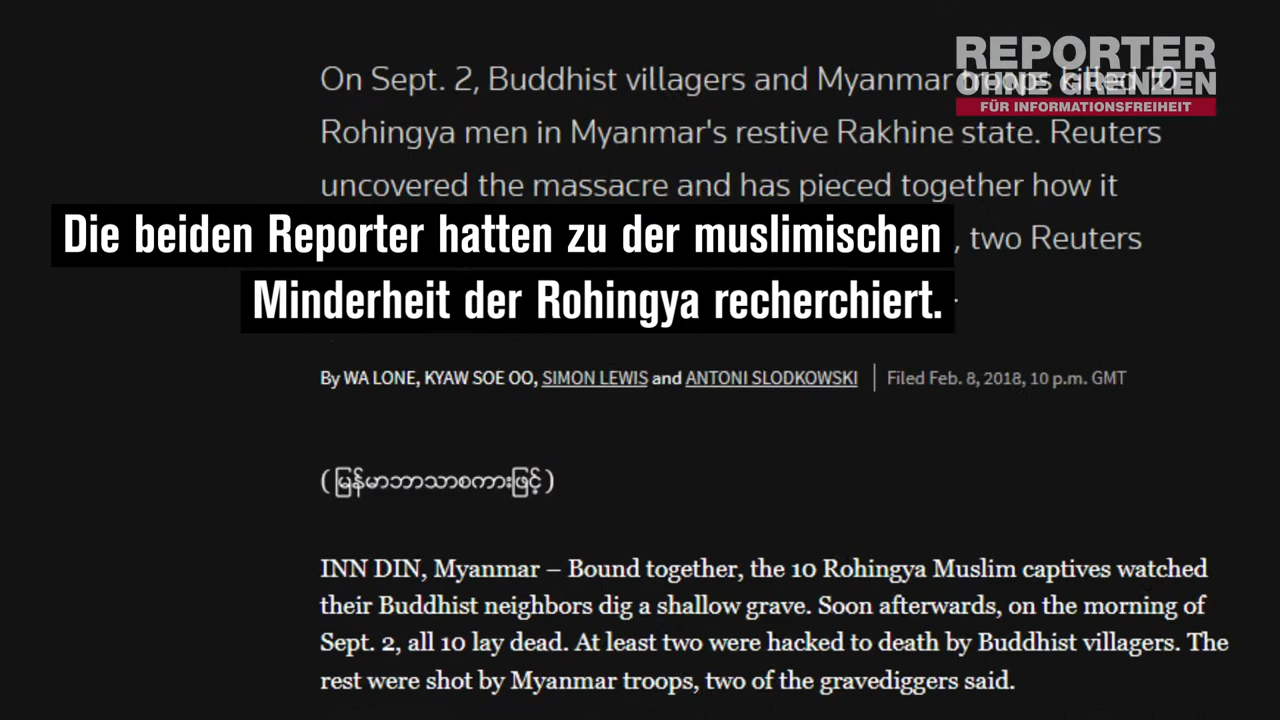 REPORTER
OHNE GRENZEN
FÜR INFORMATIONSFREIHEIT
On Sept. 2, Buddhist villagers and Myanmar troops killed 10
Rohingya men in Myanmar's restive Rakhine state. Reuters
uncovered the massacre and has pieced together how it
, two Reuters
Die beiden Reporter hatten zu der muslimischen
Minderheit der Rohingya recherchiert.
By WA LONE, KYAW SOE OO, SIMON LEWIS and ANTONI SLODKOWSKI | Filed Feb. 8, 2018, 10 p.m. GMT
(မြန်မာဘာသာစကားဖြင့်)
INN DIN, Myanmar – Bound together, the 10 Rohingya Muslim captives watched
their Buddhist neighbors dig a shallow grave. Soon afterwards, on the morning of
Sept. 2, all 10 lay dead. At least two were hacked to death by Buddhist villagers. The
rest were shot by Myanmar troops, two of the gravediggers said.